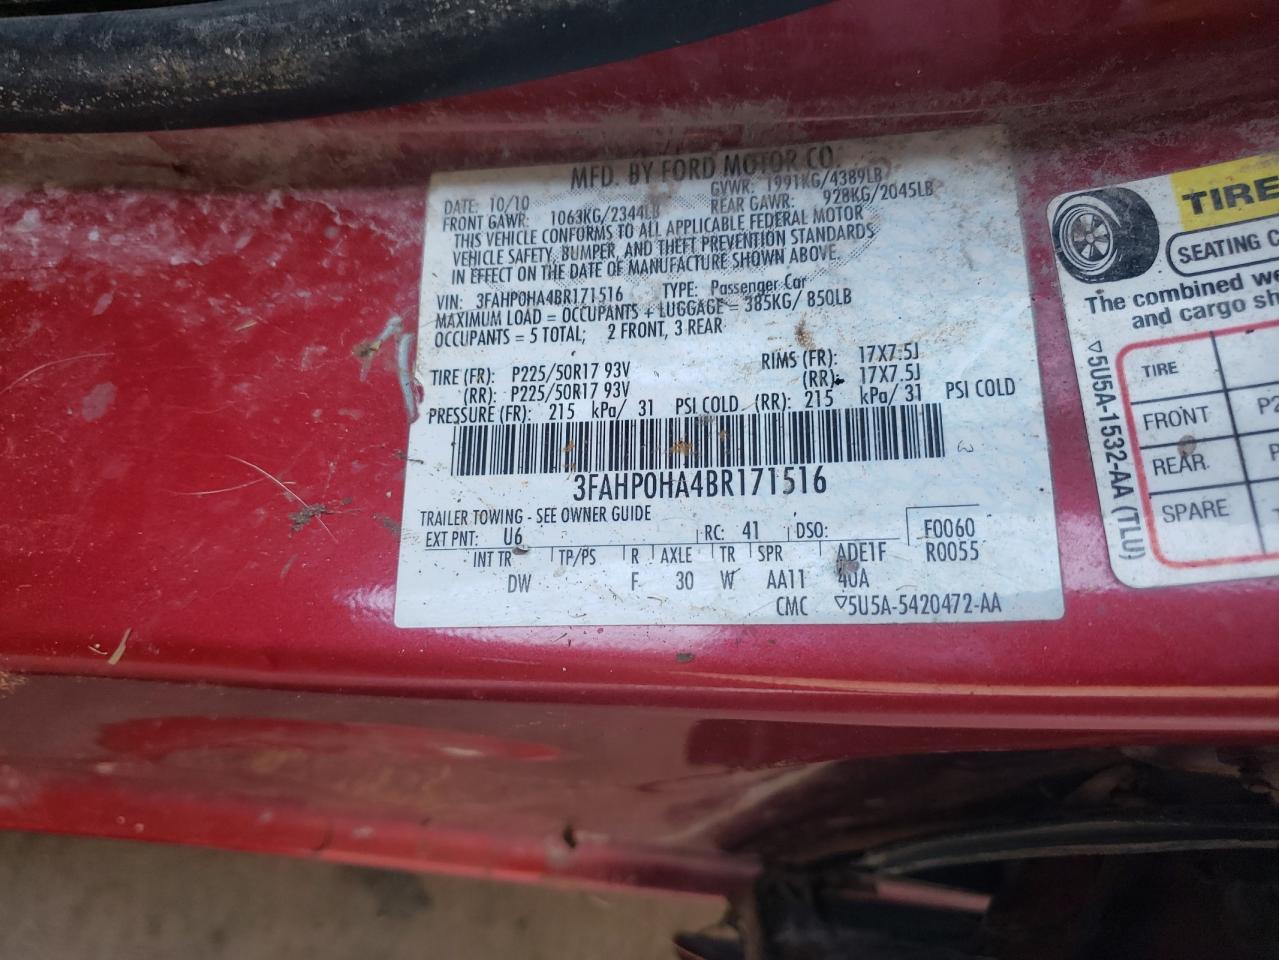 MFD. BY FORD MOTOR CO.
DATE: 10/10 GVWR: 1991KG/4389LB
FRONT GAWR: 1063KG/2344LB REAR GAWR: 928KG/2045LB
THIS VEHICLE CONFORMS TO ALL APPLICABLE FEDERAL MOTOR
VEHICLE SAFETY, BUMPER, AND THEFT PREVENTION STANDARDS
IN EFFECT ON THE DATE OF MANUFACTURE SHOWN ABOVE.
VIN: 3FAHP0HA4BR171516 TYPE: Passenger Car
MAXIMUM LOAD = OCCUPANTS + LUGGAGE = 385KG/ 850LB
OCCUPANTS = 5 TOTAL; 2 FRONT, 3 REAR
TIRE (FR): P225/50R17 93V RIMS (FR): 17X7.5J
(RR): P225/50R17 93V (RR): 17X7.5J
PRESSURE (FR): 215 kPa/ 31 PSI COLD (RR): 215 kPa/ 31 PSI COLD
3FAHP0HA4BR171516
TRAILER TOWING - SEE OWNER GUIDE
EXT PNT: U6 RC: 41 DSO: F0060
INT TR TP/PS R AXLE TR SPR ADE1F R0055
DW F 30 W AA11 40A
CMC ▽5U5A-5420472-AA
TIRE
SEATING C
The combined we
and cargo sh
TIRE
FRONT P2
REAR P
SPARE
▽5U5A-1532-AA (TLU)